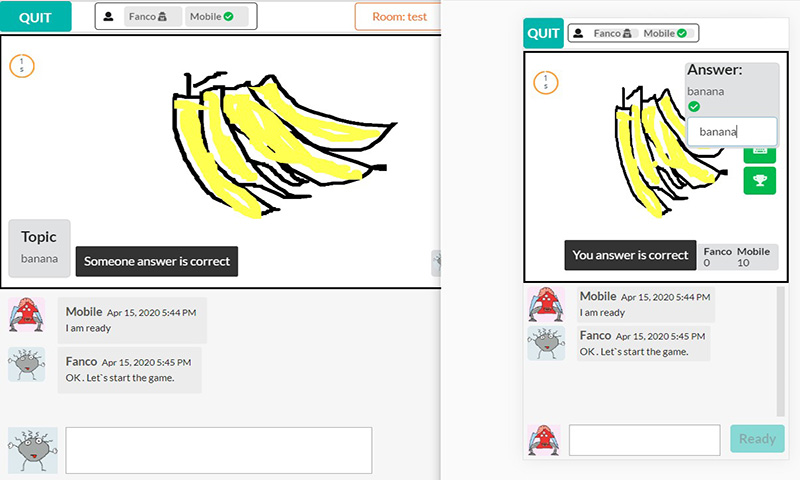 QUIT
Fanco
Mobile
Room: test
1
s
Topic
banana
Someone answer is correct
Mobile Apr 15, 2020 5:44 PM
I am ready
Fanco Apr 15, 2020 5:45 PM
OK . Let`s start the game.
QUIT
Fanco
Mobile
1
s
Answer:
banana
banana
You answer is correct
Fanco Mobile
0 10
Mobile Apr 15, 2020 5:44 PM
I am ready
Fanco Apr 15, 2020 5:45 PM
OK . Let`s start the game.
Ready